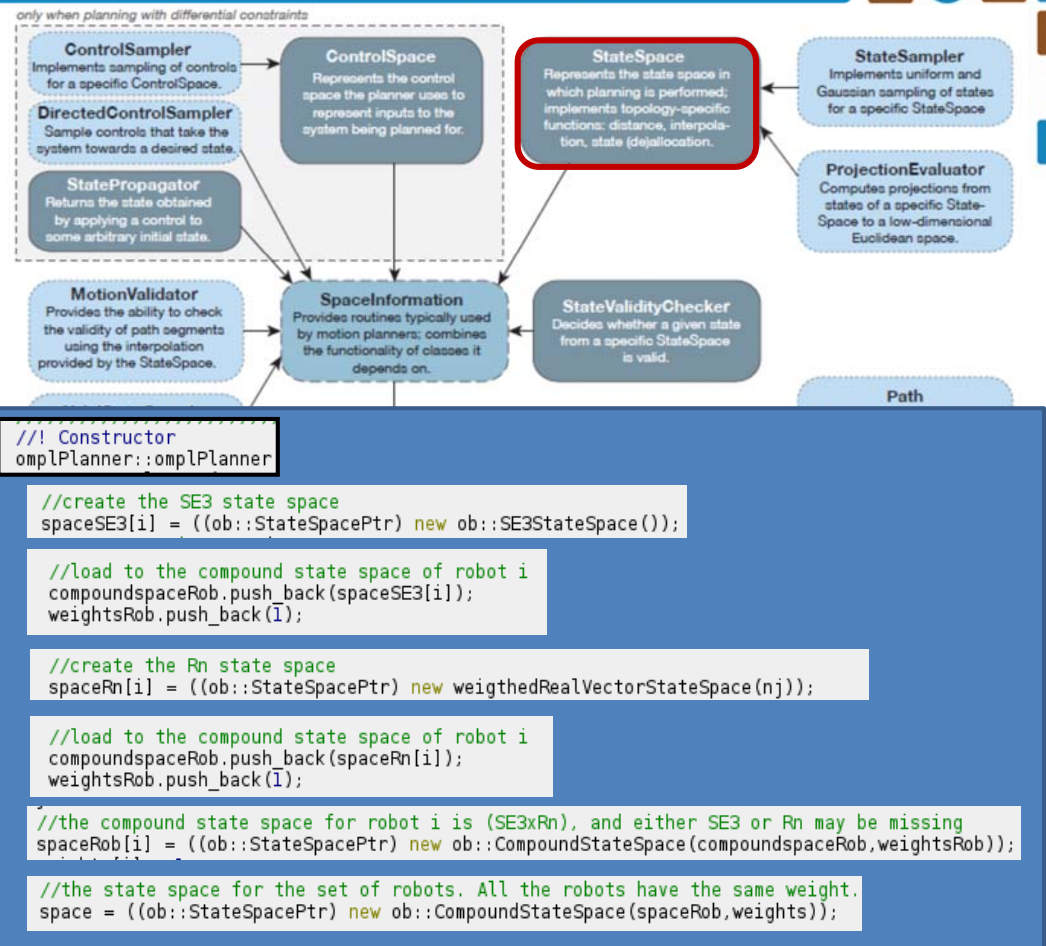 only when planning with differential constraints
ControlSampler
Implements sampling of controls
for a specific ControlSpace.
DirectedControlSampler
Sample controls that take the
system towards a desired state.
StatePropagator
Returns the state obtained
by applying a control to
some arbitrary initial state.
ControlSpace
Represents the control
space the planner uses to
represent inputs to the
system being planned for.
StateSpace
Represents the state space in
which planning is performed;
implements topology-specific
functions: distance, interpola-
tion, state (de)allocation.
StateSampler
Implements uniform and
Gaussian sampling of states
for a specific StateSpace
ProjectionEvaluator
Computes projections from
states of a specific State-
Space to a low-dimensional
Euclidean space.
MotionValidator
Provides the ability to check
the validity of path segments
using the interpolation
provided by the StateSpace.
SpaceInformation
Provides routines typically used
by motion planners; combines
the functionality of classes it
depends on.
StateValidityChecker
Decides whether a given state
from a specific StateSpace
is valid.
Path
//! Constructor
omplPlanner::omplPlanner
//create the SE3 state space
spaceSE3[i] = ((ob::StateSpacePtr) new ob::SE3StateSpace());
//load to the compound state space of robot i
compoundspaceRob.push_back(spaceSE3[i]);
weightsRob.push_back(1);
//create the Rn state space
spaceRn[i] = ((ob::StateSpacePtr) new weigthedRealVectorStateSpace(nj));
//load to the compound state space of robot i
compoundspaceRob.push_back(spaceRn[i]);
weightsRob.push_back(1);
//the compound state space for robot i is (SE3xRn), and either SE3 or Rn may be missing
spaceRob[i] = ((ob::StateSpacePtr) new ob::CompoundStateSpace(compoundspaceRob,weightsRob));
//the state space for the set of robots. All the robots have the same weight.
space = ((ob::StateSpacePtr) new ob::CompoundStateSpace(spaceRob,weights));